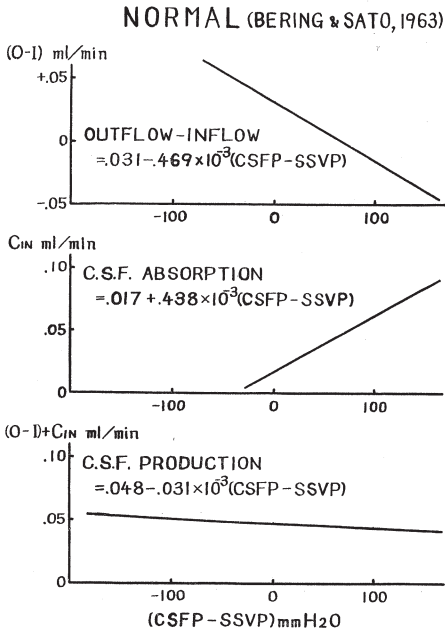 NORMAL (BERING & SATO, 1963)
(O-I) ml/min
+.05
OUTFLOW-INFLOW
0
=.031-.469×10⁻³(CSFP-SSVP)
-.05
-100 0 100
CIN ml/min
.10
C.S.F. ABSORPTION
=.017+.438×10⁻³(CSFP-SSVP)
.05
0
-100 0 100
(O-I)+CIN ml/min
.10
C.S.F. PRODUCTION
=.048-.031×10⁻³(CSFP-SSVP)
.05
0
-100 0 100
(CSFP-SSVP)mmH2O